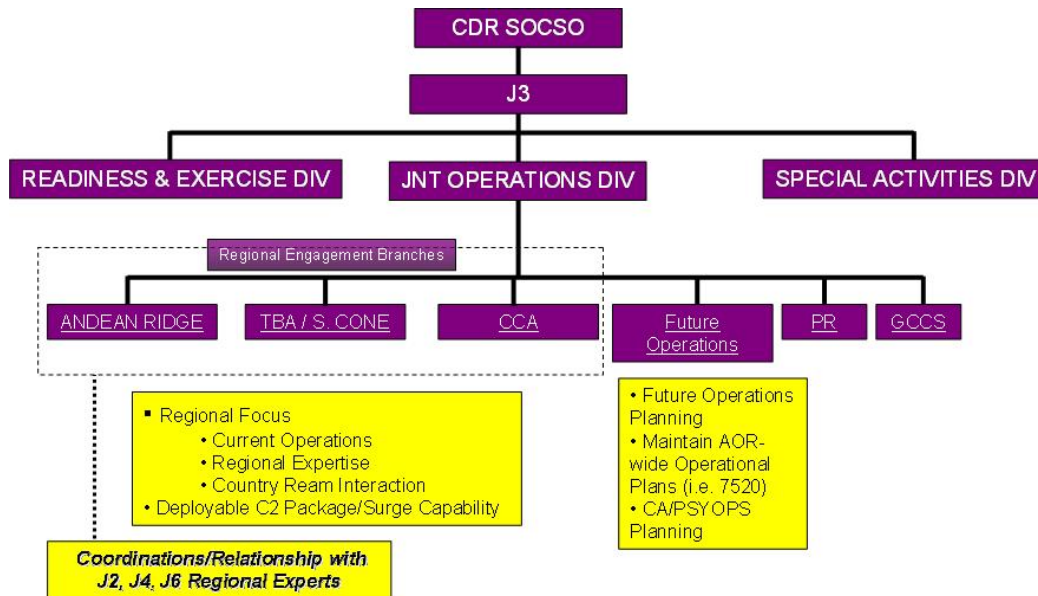 CDR SOCSO
J3
READINESS & EXERCISE DIV
JNT OPERATIONS DIV
SPECIAL ACTIVITIES DIV
Regional Engagement Branches
ANDEAN RIDGE
TBA / S. CONE
CCA
Future
Operations
PR
GCCS
▪ Regional Focus
• Current Operations
• Regional Expertise
• Country Ream Interaction
• Deployable C2 Package/Surge Capability
• Future Operations
Planning
• Maintain AOR-
wide Operational
Plans (i.e. 7520)
• CA/PSYOPS
Planning
Coordinations/Relationship with
J2, J4, J6 Regional Experts